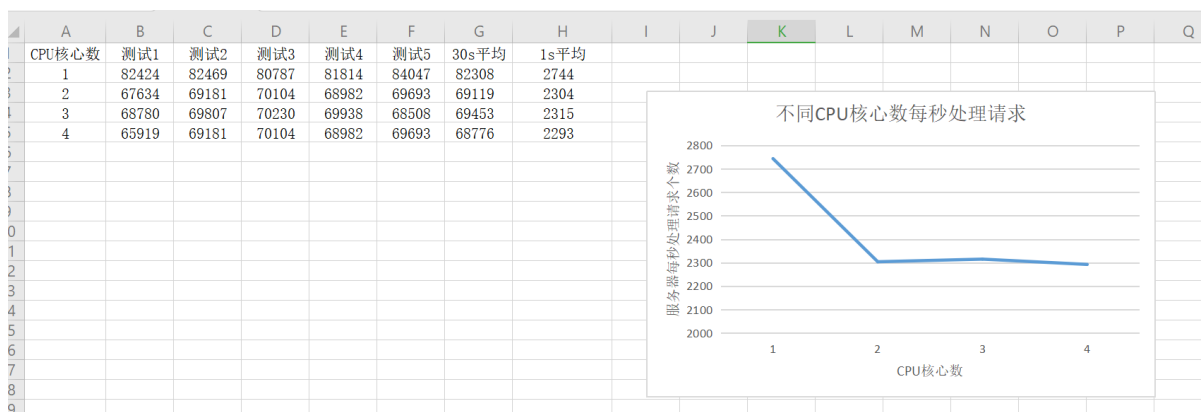 A B C D E F G H I J K L M N O P Q
CPU核心数 测试1 测试2 测试3 测试4 测试5 30s平均 1s平均
1 82424 82469 80787 81814 84047 82308 2744
2 67634 69181 70104 68982 69693 69119 2304
3 68780 69807 70230 69938 68508 69453 2315
4 65919 69181 70104 68982 69693 68776 2293
不同CPU核心数每秒处理请求
服务器每秒处理请求个数
2800
2700
2600
2500
2400
2300
2200
2100
2000
1 2 3 4
CPU核心数